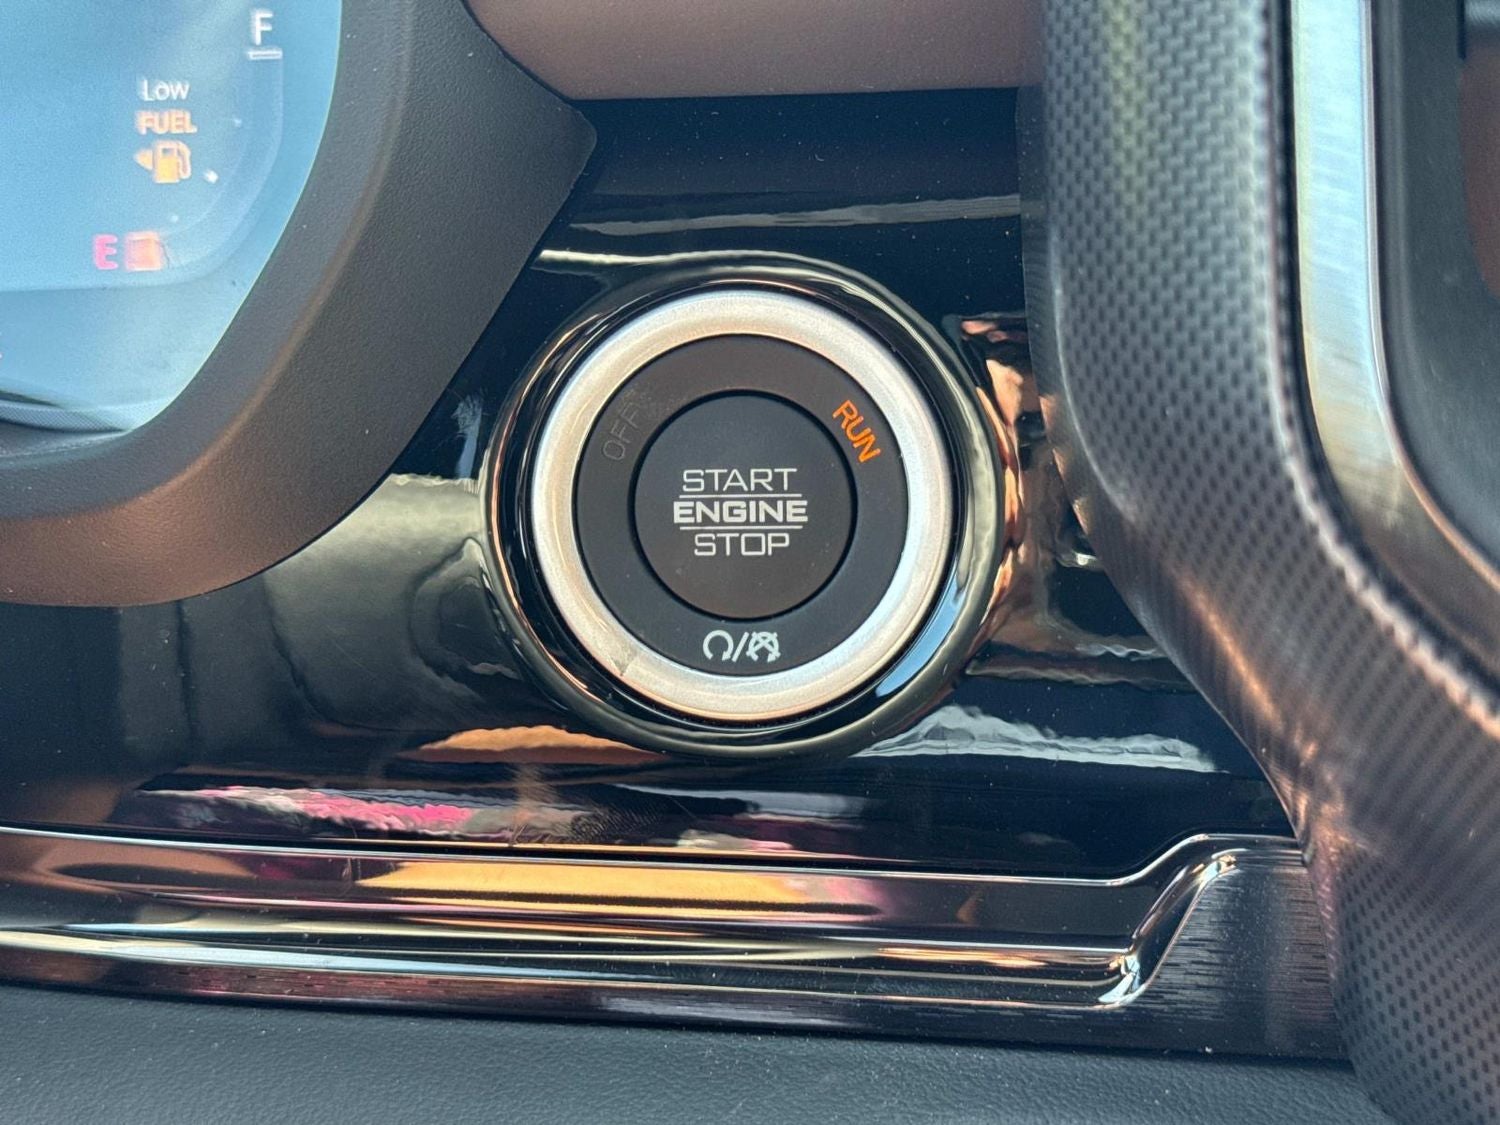 F
Low
FUEL
E
OFF
RUN
START
ENGINE
STOP